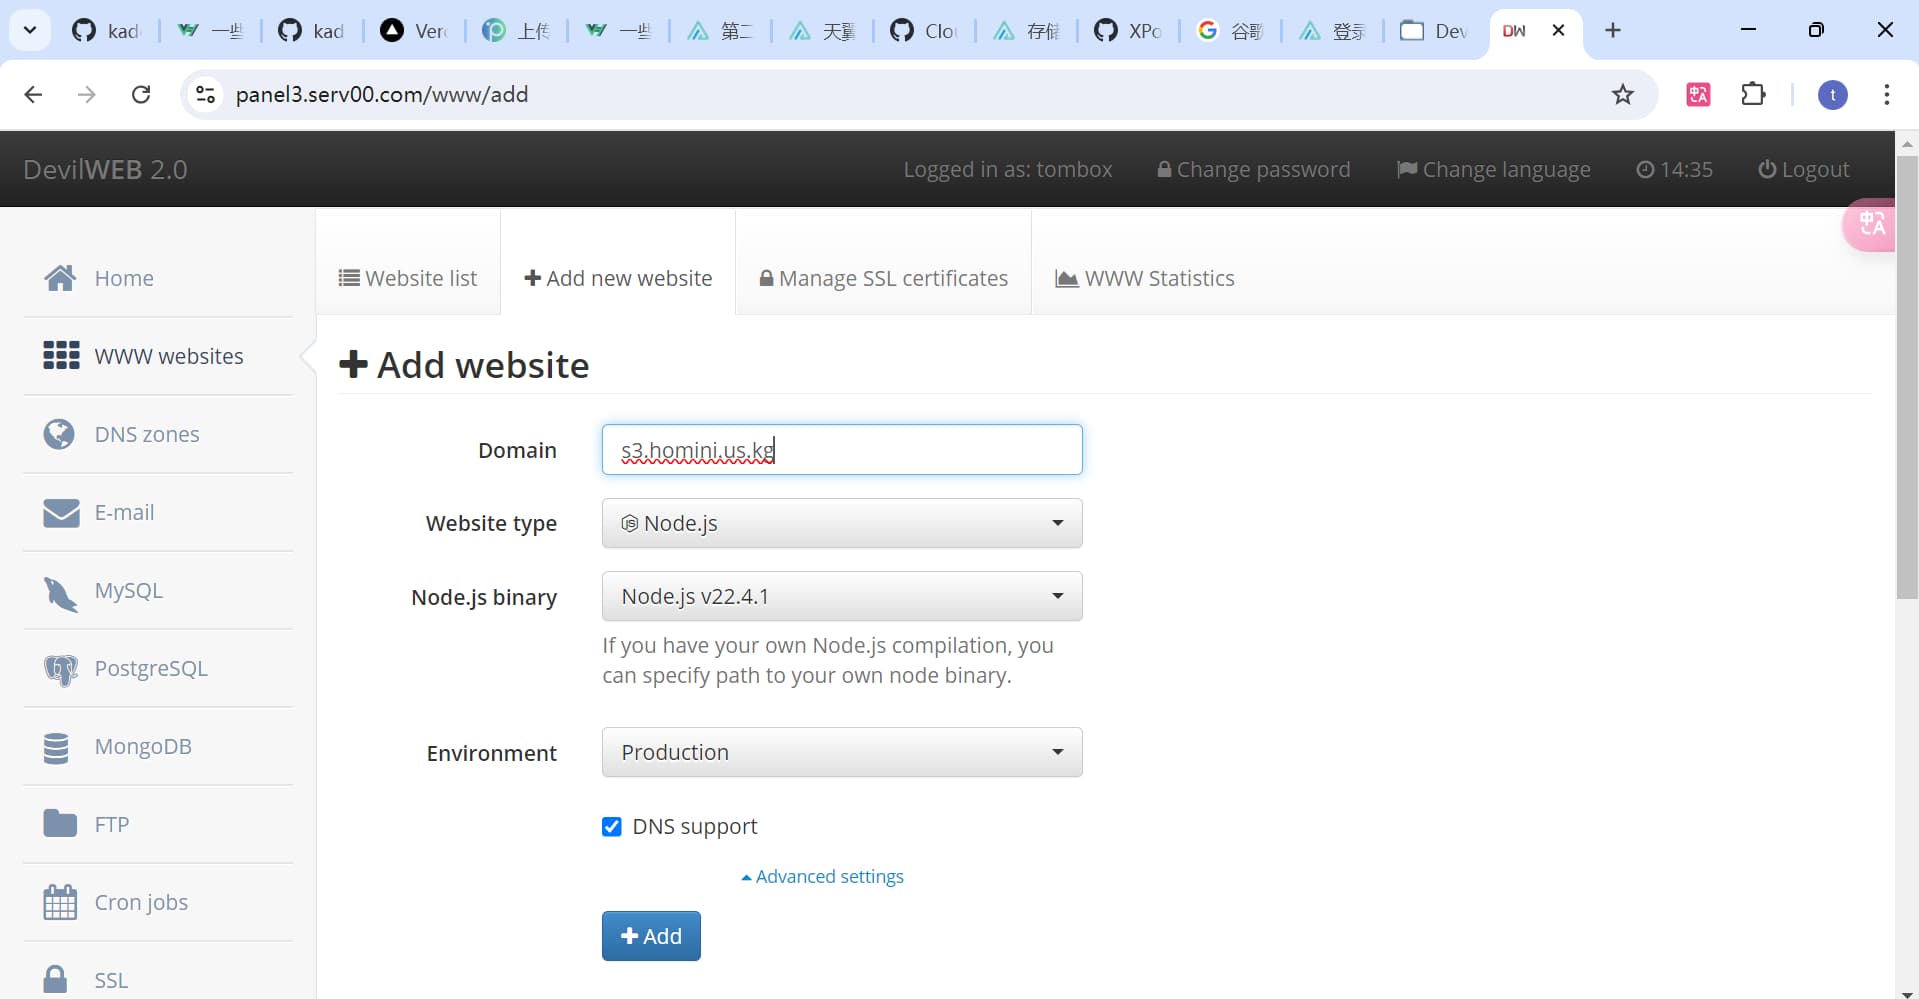 kad
一些
kad
Ver
上传
一些
第二
天翼
Clo
存储
XPo
谷歌
登录
Dev
DW
panel3.serv00.com/www/add
t
DevilWEB 2.0
Logged in as: tombox
Change password
Change language
14:35
Logout
Home
WWW websites
DNS zones
E-mail
MySQL
PostgreSQL
MongoDB
FTP
Cron jobs
SSL
Website list
Add new website
Manage SSL certificates
WWW Statistics
Add website
Domain
s3.homini.us.kg
Website type
Node.js
Node.js binary
Node.js v22.4.1
If you have your own Node.js compilation, you
can specify path to your own node binary.
Environment
Production
DNS support
Advanced settings
Add